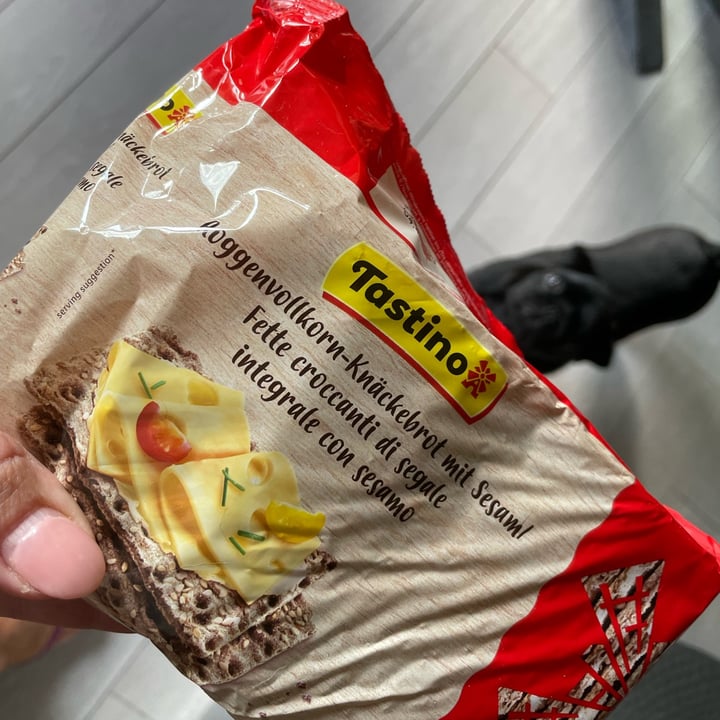 Tastino
Roggenvollkorn-Knäckebrot mit Sesam/
Fette croccanti di segale
integrale con sesamo
serving suggestion*